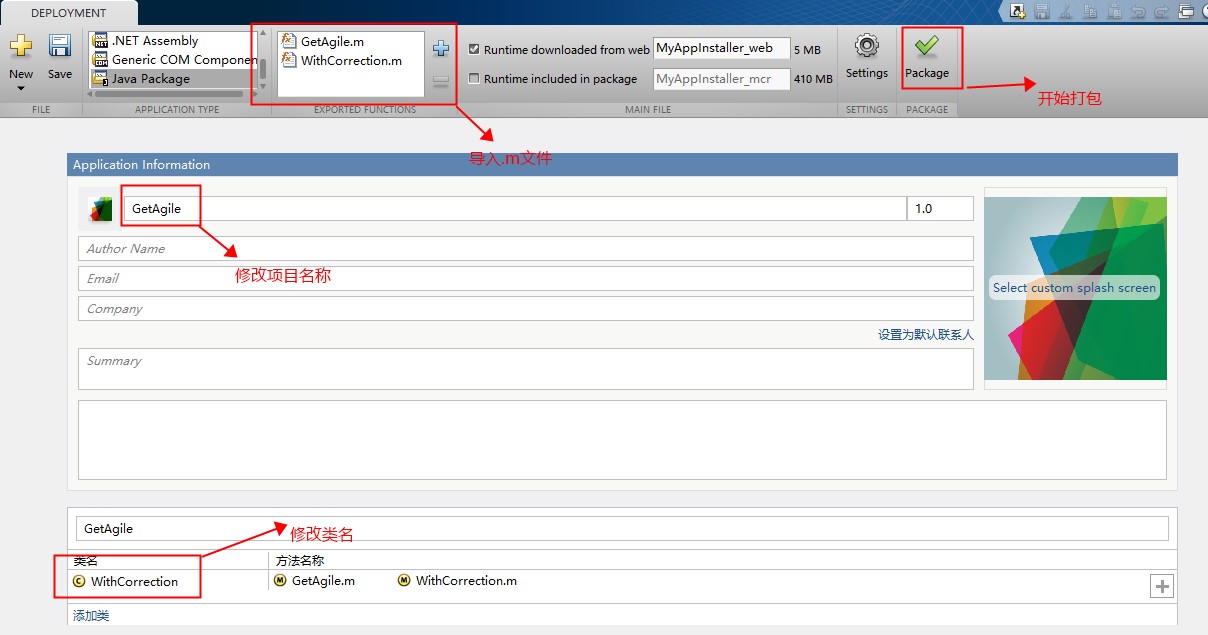 DEPLOYMENT
New
Save
.NET Assembly
Generic COM Componen
Java Package
GetAgile.m
WithCorrection.m
Runtime downloaded from web MyAppInstaller_web 5 MB
Runtime included in package MyAppInstaller_mcr 410 MB
Settings
Package
FILE APPLICATION TYPE EXPORTED FUNCTIONS MAIN FILE SETTINGS PACKAGE
开始打包
导入.m文件
Application Information
GetAgile 1.0
Author Name
修改项目名称
Email
Company
Select custom splash screen
设置为默认联系人
Summary
GetAgile
修改类名
类名 方法名称
WithCorrection GetAgile.m WithCorrection.m
添加类